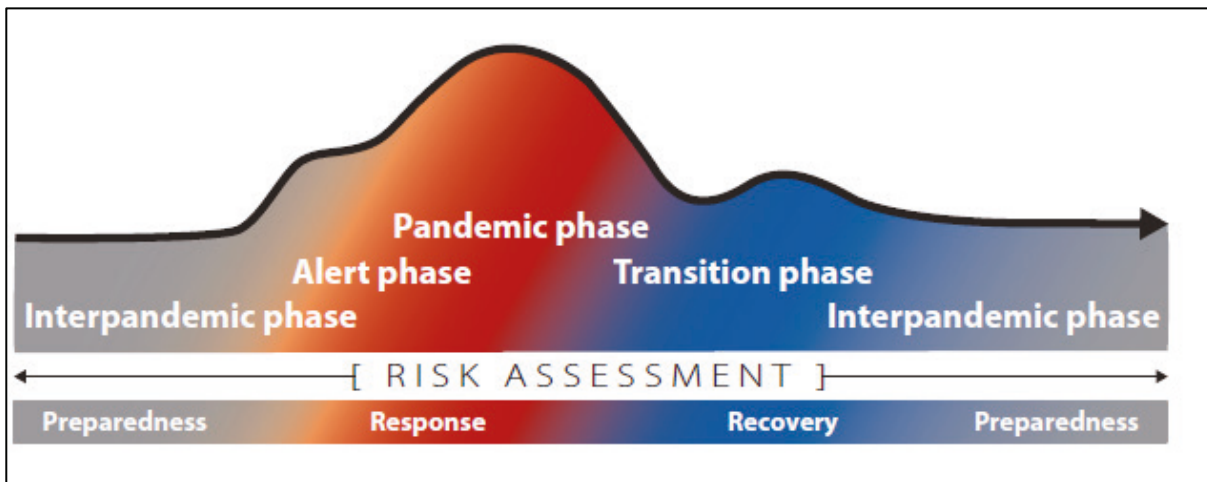 Pandemic phase
Alert phase
Transition phase
Interpandemic phase
Interpandemic phase
[ RISK ASSESSMENT ]
Preparedness
Response
Recovery
Preparedness